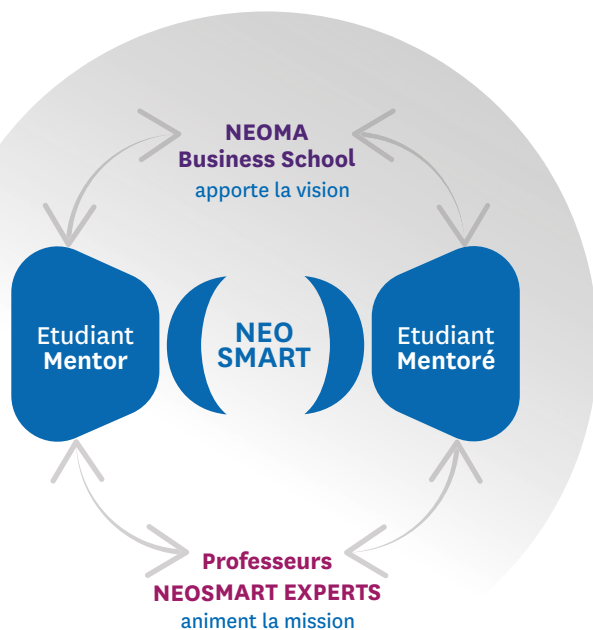 NEOMA
Business School
apporte la vision
Etudiant
Mentor
NEO
SMART
Etudiant
Mentoré
Professeurs
NEOSMART EXPERTS
animent la mission